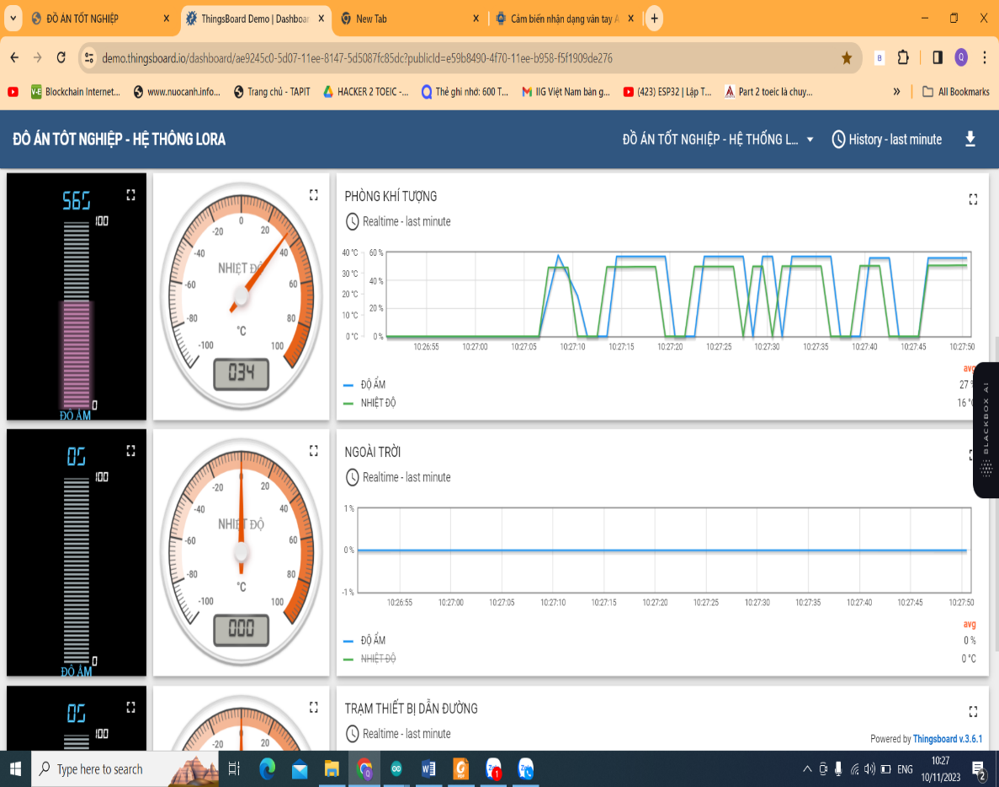 ĐỒ ÁN TỐT NGHIỆP
ThingsBoard Demo | Dashboar
New Tab
Cảm biến nhận dạng vân tay A
demo.thingsboard.io/dashboard/ae9245c0-5d07-11ee-8147-5d5087fc85dc?publicId=e59b8490-4f70-11ee-b958-f5f1909de276
Blockchain Internet...
www.nuocanh.info...
Trang chủ - TAPIT
HACKER 2 TOEIC -...
Thẻ ghi nhớ: 600 T...
IIG Việt Nam bản g...
(423) ESP32 | Lập T...
Part 2 toeic là chuy...
»
All Bookmarks
ĐỒ ÁN TỐT NGHIỆP - HỆ THỐNG LORA
ĐỒ ÁN TỐT NGHIỆP - HỆ THỐNG L...
History - last minute
100
0
ĐỘ ẨM
-100 -80 -60 -40 -20 0 20 40 60 80 100
NHIỆT ĐỘ
°C
034
PHÒNG KHÍ TƯỢNG
Realtime - last minute
40 °C 60 %
30 °C 40 %
20 °C
10 °C 20 %
0 °C 0 %
10:26:55 10:27:00 10:27:05 10:27:10 10:27:15 10:27:20 10:27:25 10:27:30 10:27:35 10:27:40 10:27:45 10:27:50
avg
ĐỘ ẨM 27
NHIỆT ĐỘ 16
BLACKBOX AI
100
0
ĐỘ ẨM
-100 -80 -60 -40 -20 0 20 40 60 80 100
NHIỆT ĐỘ
°C
000
NGOÀI TRỜI
Realtime - last minute
1 %
0 %
-1 %
10:26:55 10:27:00 10:27:05 10:27:10 10:27:15 10:27:20 10:27:25 10:27:30 10:27:35 10:27:40 10:27:45 10:27:50
avg
ĐỘ ẨM 0 %
NHIỆT ĐỘ 0 °C
100
-20 0 20
TRẠM THIẾT BỊ DẪN ĐƯỜNG
Realtime - last minute
Powered by Thingsboard v.3.6.1
Type here to search
ENG
10:27
10/11/2023